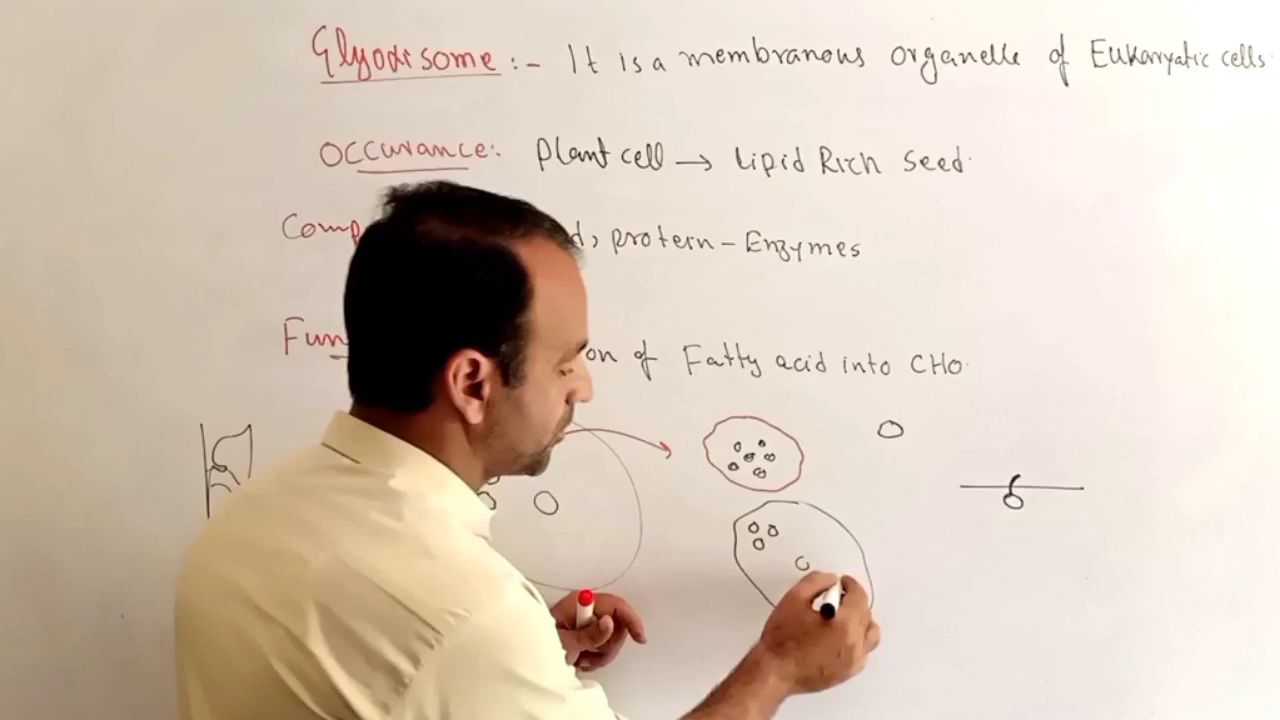 Glyoxisome :- It is a membranous organelle of Eukaryatic cells.
Occurance: Plant cell → Lipid Rich Seed.
Comp d, protein - Enzymes
Fun on of Fatty acid into CHO.